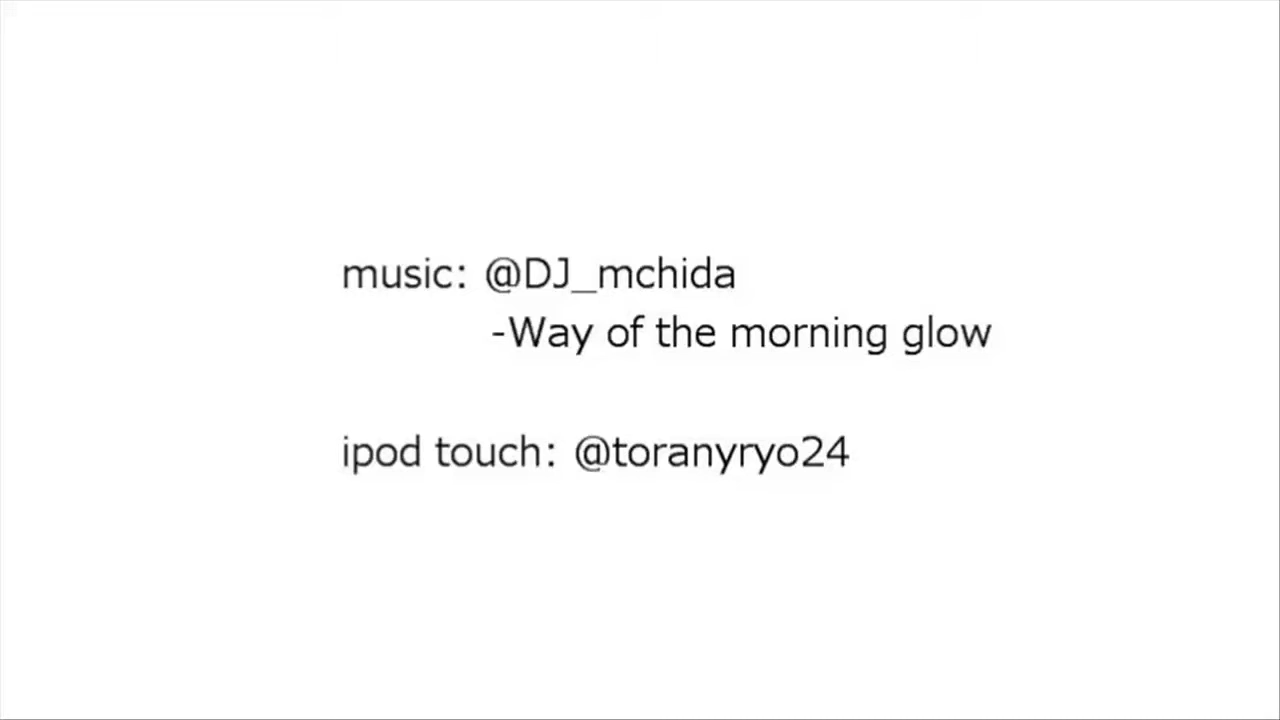 music: @DJ_mchida
-Way of the morning glow
ipod touch: @toranyryo24